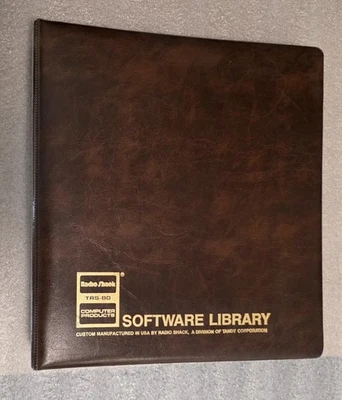 Radio Shack
®
TRS-80
COMPUTER
PRODUCTS
SOFTWARE LIBRARY
CUSTOM MANUFACTURED IN USA BY RADIO SHACK, A DIVISION OF TANDY CORPORATION